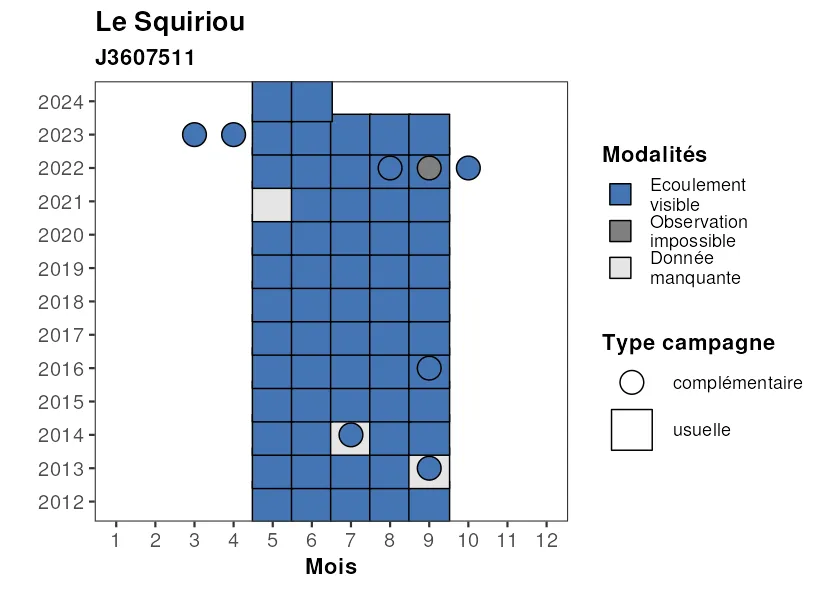 Le Squiriou
J3607511
2024
2023
2022
2021
2020
2019
2018
2017
2016
2015
2014
2013
2012
1 2 3 4 5 6 7 8 9 10 11 12
Mois
Modalités
Ecoulement
visible
Observation
impossible
Donnée
manquante
Type campagne
complémentaire
usuelle